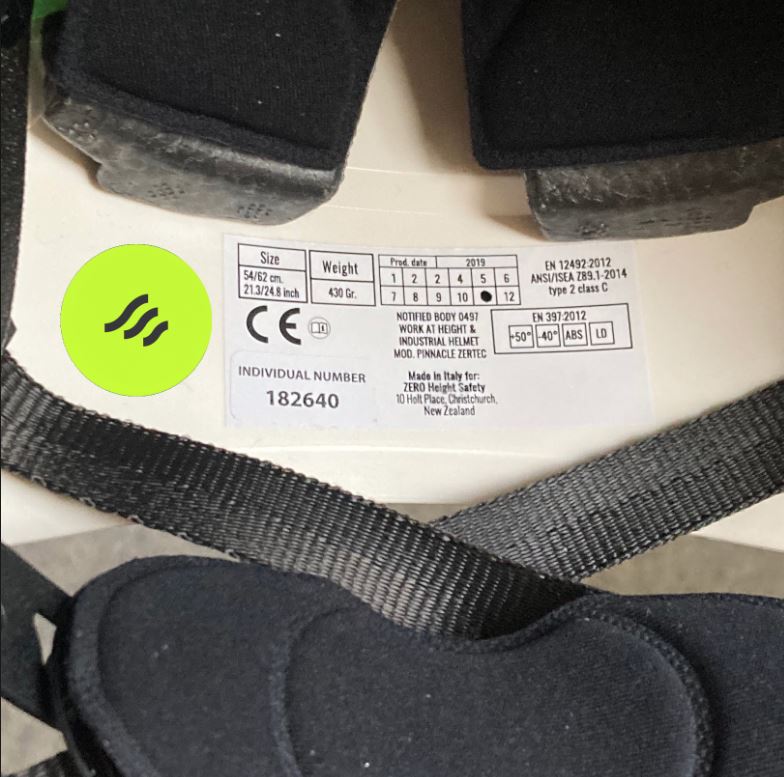 Size
54/62 cm.
21.3/24.8 inch
Weight
430 Gr.
Prod. date 2019
1 2 2 4 5 6
7 8 9 10 12
EN 12492:2012
ANSI/ISEA Z89.1-2014
type 2 class C
CE
NOTIFIED BODY 0497
WORK AT HEIGHT &
INDUSTRIAL HELMET
MOD. PINNACLE ZERTEC
EN 397:2012
+50° -40° ABS LD
INDIVIDUAL NUMBER
182640
Made in Italy for:
ZERO Height Safety
10 Holt Place, Christchurch,
New Zealand